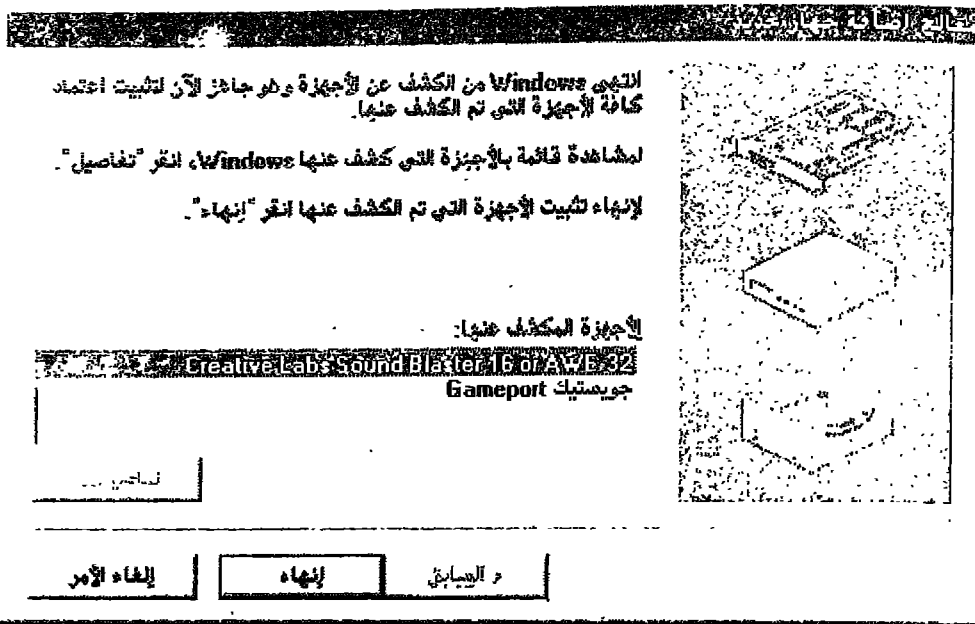 انتهى Windows من الكشف عن الأجهزة وهو جاهز الآن لتثبيت اعتماد
كافة الأجهزة التي تم الكشف عنها.
لمشاهدة قائمة بالأجهزة التي كشف عنها Windows، انقر "تفاصيل".
لإنهاء تثبيت الأجهزة التي تم الكشف عنها انقر "إنهاء".
الأجهزة المكتشف عنها:
Creative Labs Sound Blaster 16 or AWE-32
جويستيك Gameport
السابق
إنهاء
إلغاء الأمر